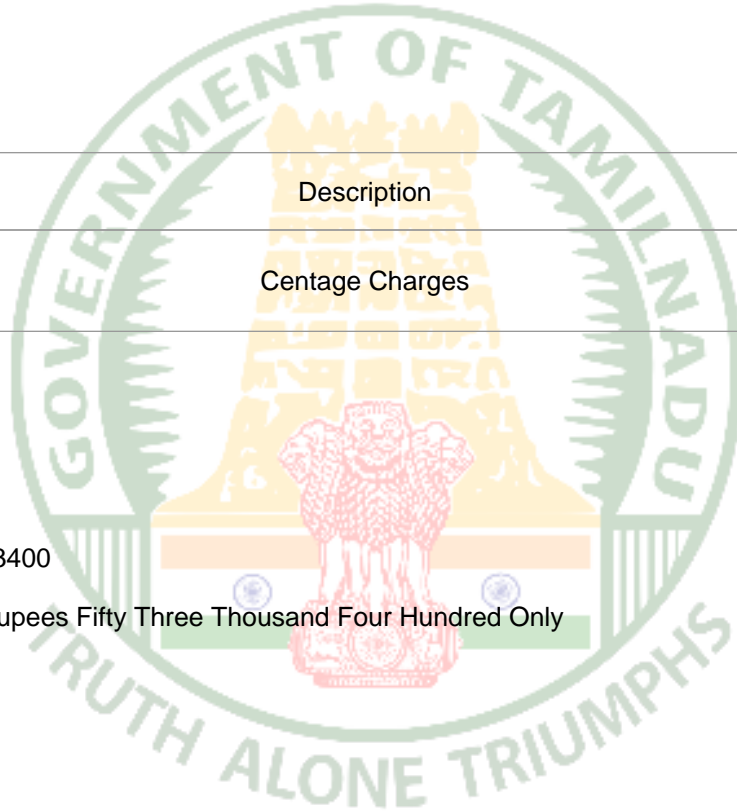 GOVERNMENT OF TAMILNADU
Description
Centage Charges
3400
upees Fifty Three Thousand Four Hundred Only
TRUTH ALONE TRIUMPHS